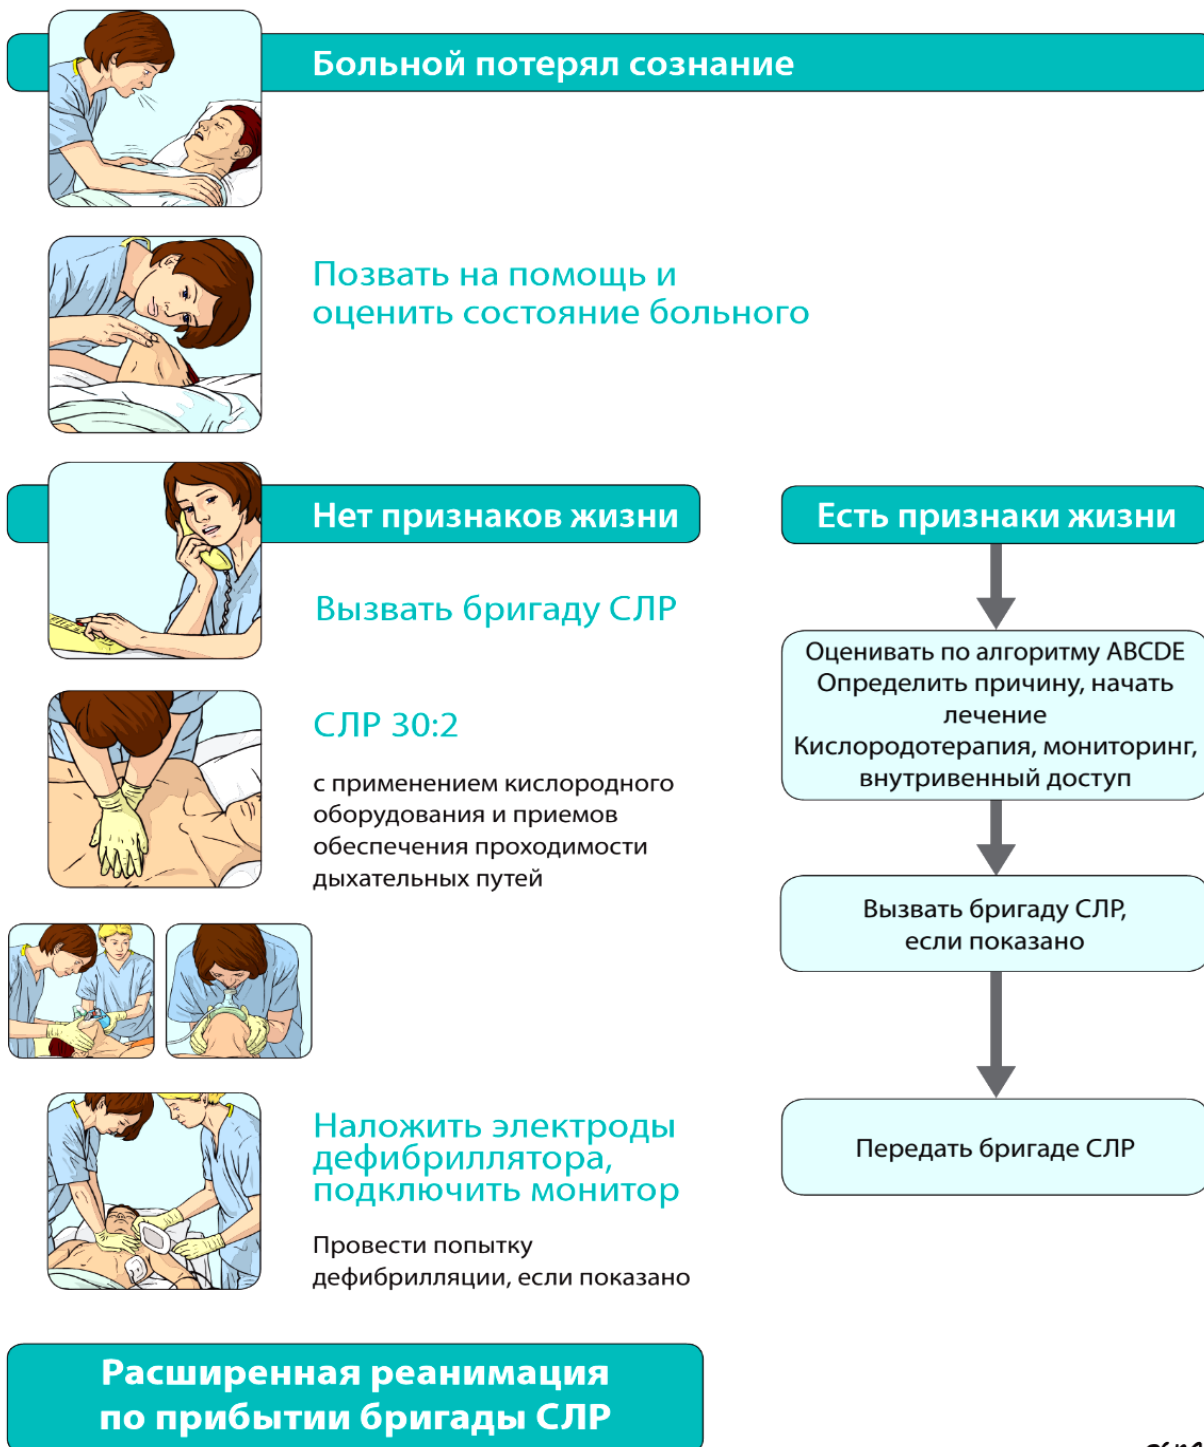 Больной потерял сознание
Позвать на помощь и
оценить состояние больного
Нет признаков жизни
Вызвать бригаду СЛР
СЛР 30:2
с применением кислородного
оборудования и приемов
обеспечения проходимости
дыхательных путей
Наложить электроды
дефибриллятора,
подключить монитор
Провести попытку
дефибрилляции, если показано
Расширенная реанимация
по прибытии бригады СЛР
Есть признаки жизни
Оценивать по алгоритму ABCDE
Определить причину, начать
лечение
Кислородотерапия, мониторинг,
внутривенный доступ
Вызвать бригаду СЛР,
если показано
Передать бригаде СЛР